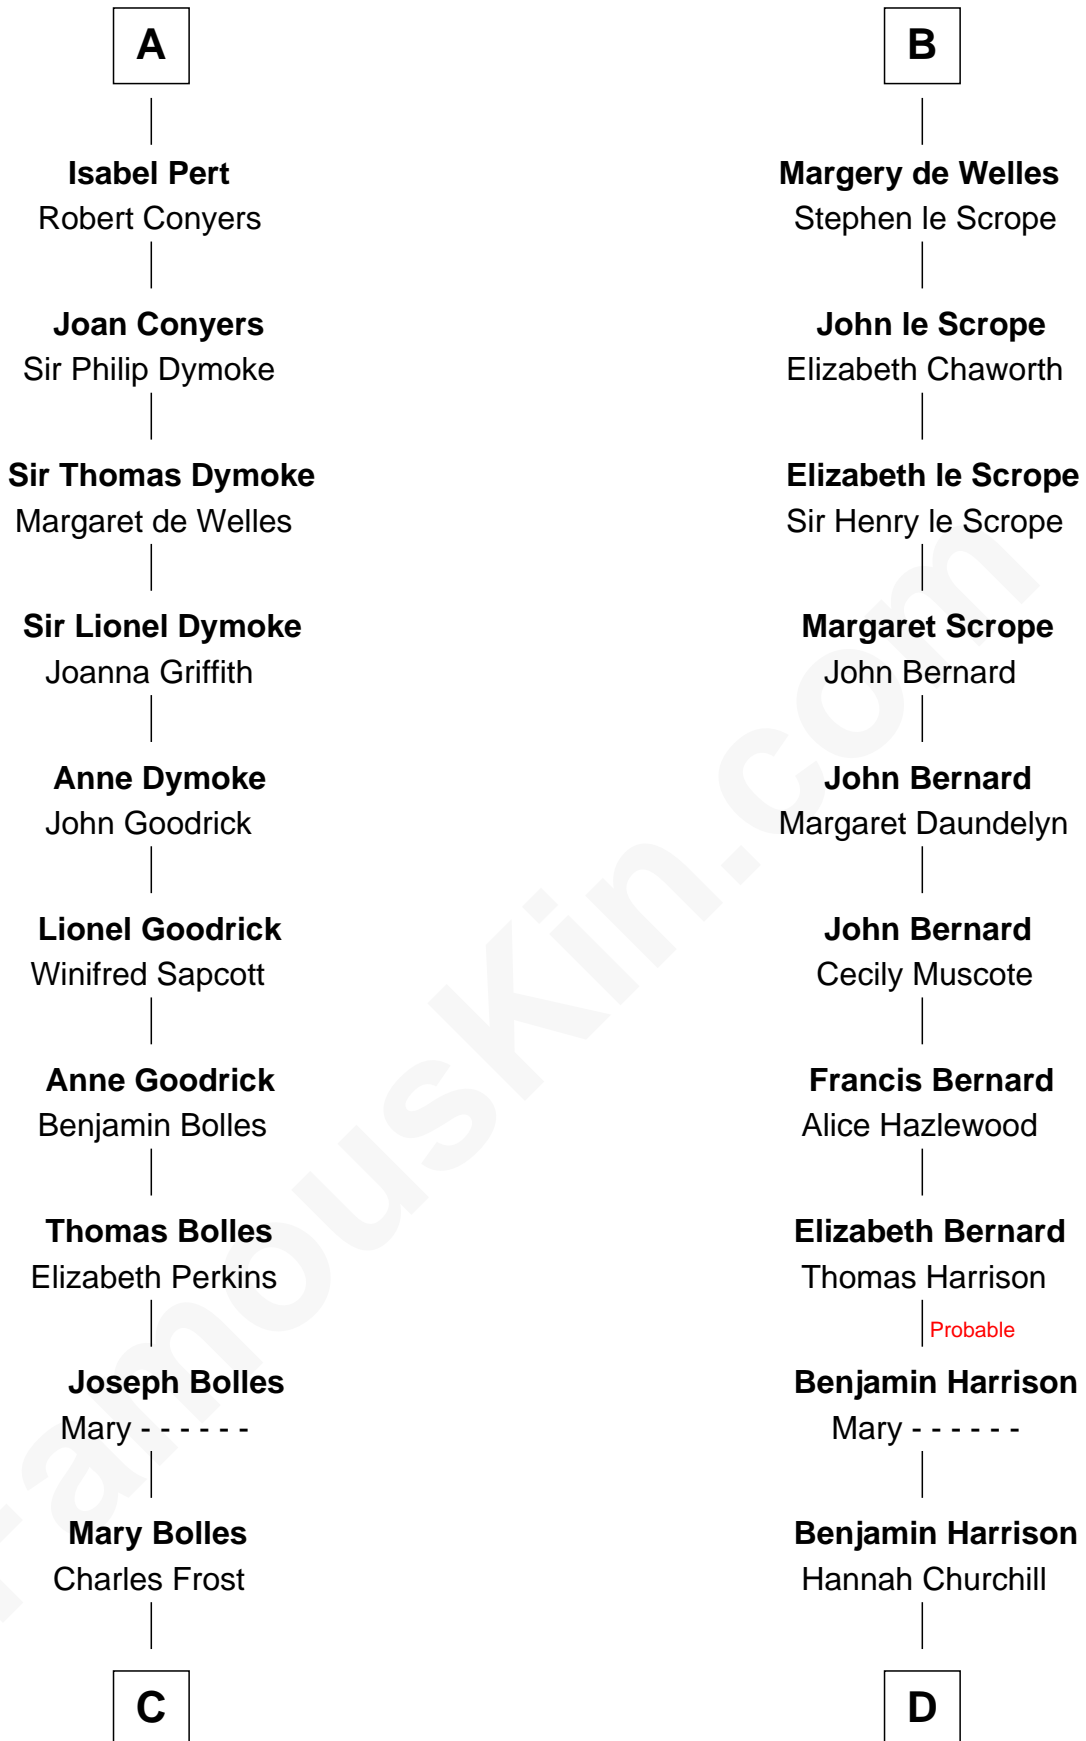 A
Isabel Pert
Robert Conyers
Joan Conyers
Sir Philip Dymoke
Sir Thomas Dymoke
Margaret de Welles
Sir Lionel Dymoke
Joanna Griffith
Anne Dymoke
John Goodrick
Lionel Goodrick
Winifred Sapcott
Anne Goodrick
Benjamin Bolles
Thomas Bolles
Elizabeth Perkins
Joseph Bolles
Mary - - - - - -
Mary Bolles
Charles Frost
C
B
Margery de Welles
Stephen le Scrope
John le Scrope
Elizabeth Chaworth
Elizabeth le Scrope
Sir Henry le Scrope
Margaret Scrope
John Bernard
John Bernard
Margaret Daundelyn
John Bernard
Cecily Muscote
Francis Bernard
Alice Hazlewood
Elizabeth Bernard
Thomas Harrison
Probable
Benjamin Harrison
Mary - - - - - -
Benjamin Harrison
Hannah Churchill
D
FamousKin.com